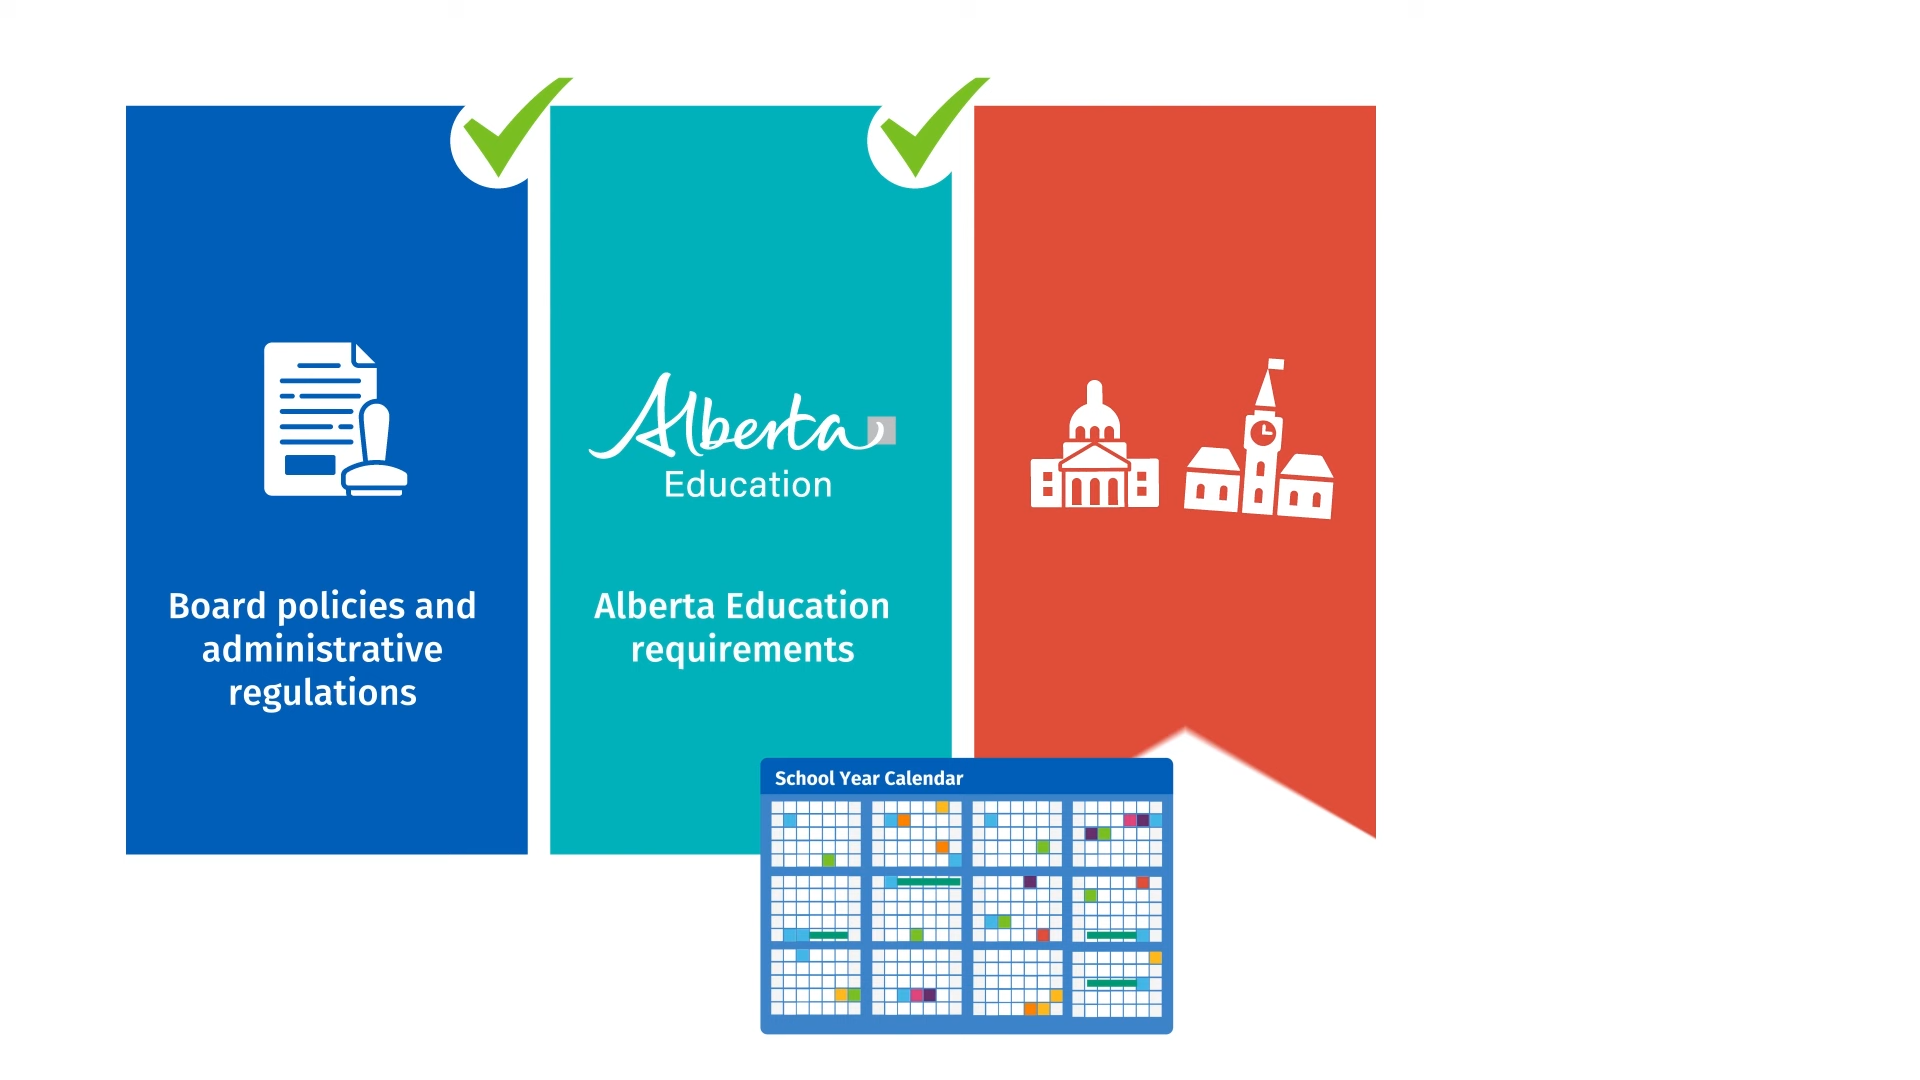 Board policies and
administrative
regulations
Alberta
Education
Alberta Education
requirements
School Year Calendar